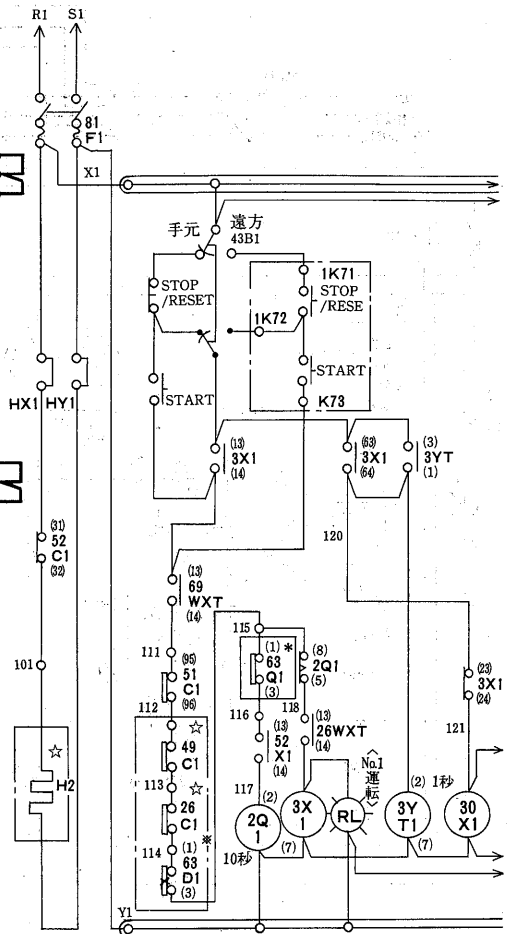 R1 S1
81
F1
X1
手元 遠方
43B1
STOP
/RESET
1K71
STOP
/RESE
1K72
START
START
K73
HX1 HY1
(13)
3X1
(14)
(63)
3X1
(64)
(3)
3YT
(1)
(31)
52
C1
(32)
120
(13)
69
WXT
(14)
101
111
(95)
51
C1
(96)
112
115
(1) *
63
Q1
(3)
(8)
2Q1
(5)
(23)
3X1
(24)
121
☆
H2
☆
49
C1
113
☆
26
C1
114
(1)
63
D1
(3)
※
116
(13)
52
X1
(14)
117
118
(13)
26WXT
(14)
〈No.1運転〉
(2)
2Q
1
10秒
3X
1
(7)
RL
(2) 1秒
3Y
T1
(7)
30
X1
Y1